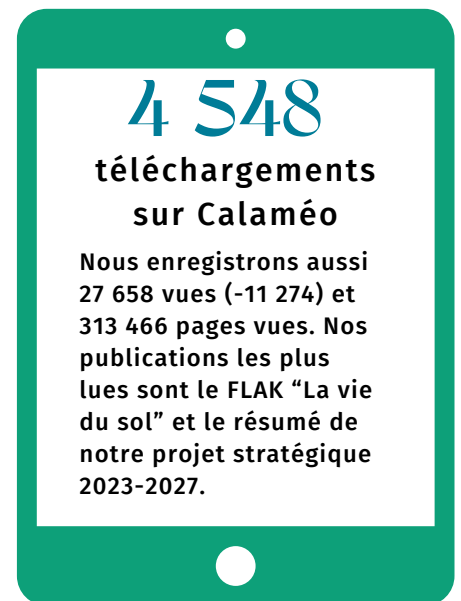 4 548
téléchargements
sur Calaméo
Nous enregistrons aussi
27 658 vues (-11 274) et
313 466 pages vues. Nos
publications les plus
lues sont le FLAK “La vie
du sol” et le résumé de
notre projet stratégique
2023-2027.